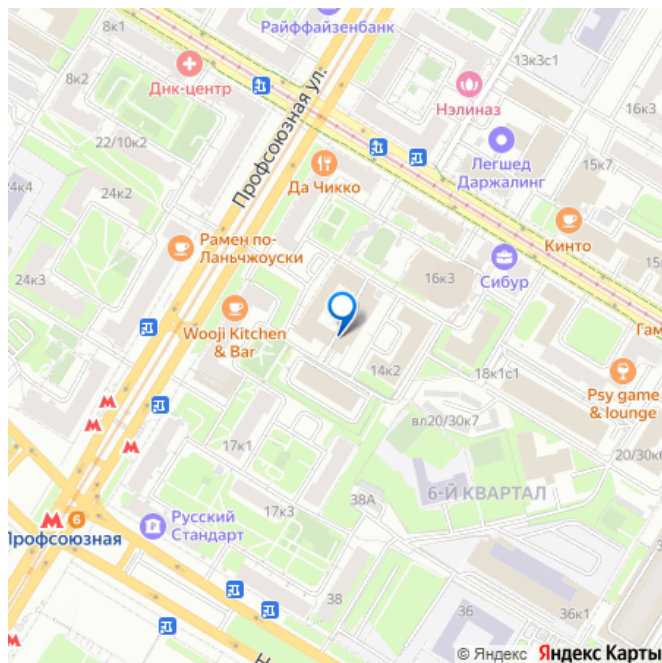 Райффайзенбанк
8к1
8к2
Днк-центр
Профсоюзная ул.
13к3с1
Нэлиназ
16к3
22/10к2
Легшед
Даржалинг
15к7
24к4
24к2
Да Чикко
Кинто
Рамен по-
Ланьчжоуски
16к3
Сибур
24к3
Wooji Kitchen
& Bar
14к2
18к1с1
Psy game
& lounge
вл20/30к7
17к1
6-Й КВАРТАЛ
38А
17к3
6
Профсоюзная
Русский
Стандарт
38
36
36к1
© Яндекс Яндекс Карты